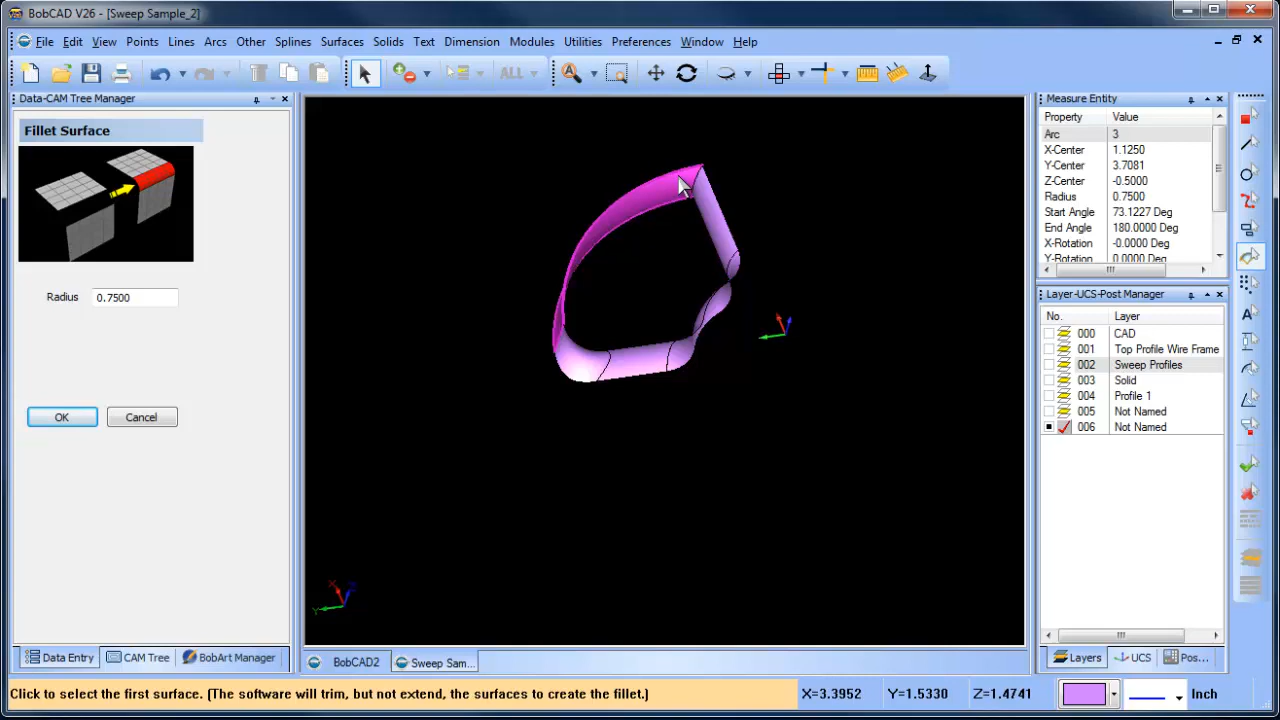 BobCAD V26 - [Sweep Sample_2]
File Edit View Points Lines Arcs Other Splines Surfaces Solids Text Dimension Modules Utilities Preferences Window Help
ALL
Data-CAM Tree Manager
Fillet Surface
Radius 0.7500
OK Cancel
Data Entry CAM Tree BobArt Manager
BobCAD2 Sweep Sam...
Measure Entity
Property Value
Arc 3
X-Center 1.1250
Y-Center 3.7081
Z-Center -0.5000
Radius 0.7500
Start Angle 73.1227 Deg
End Angle 180.0000 Deg
X-Rotation -0.0000 Deg
Y-Rotation 0.0000 Deg
Layer-UCS-Post Manager
No. Layer
000 CAD
001 Top Profile Wire Frame
002 Sweep Profiles
003 Solid
004 Profile 1
005 Not Named
006 Not Named
Layers UCS Pos...
Click to select the first surface. (The software will trim, but not extend, the surfaces to create the fillet.)
X=3.3952 Y=1.5330 Z=1.4741 Inch